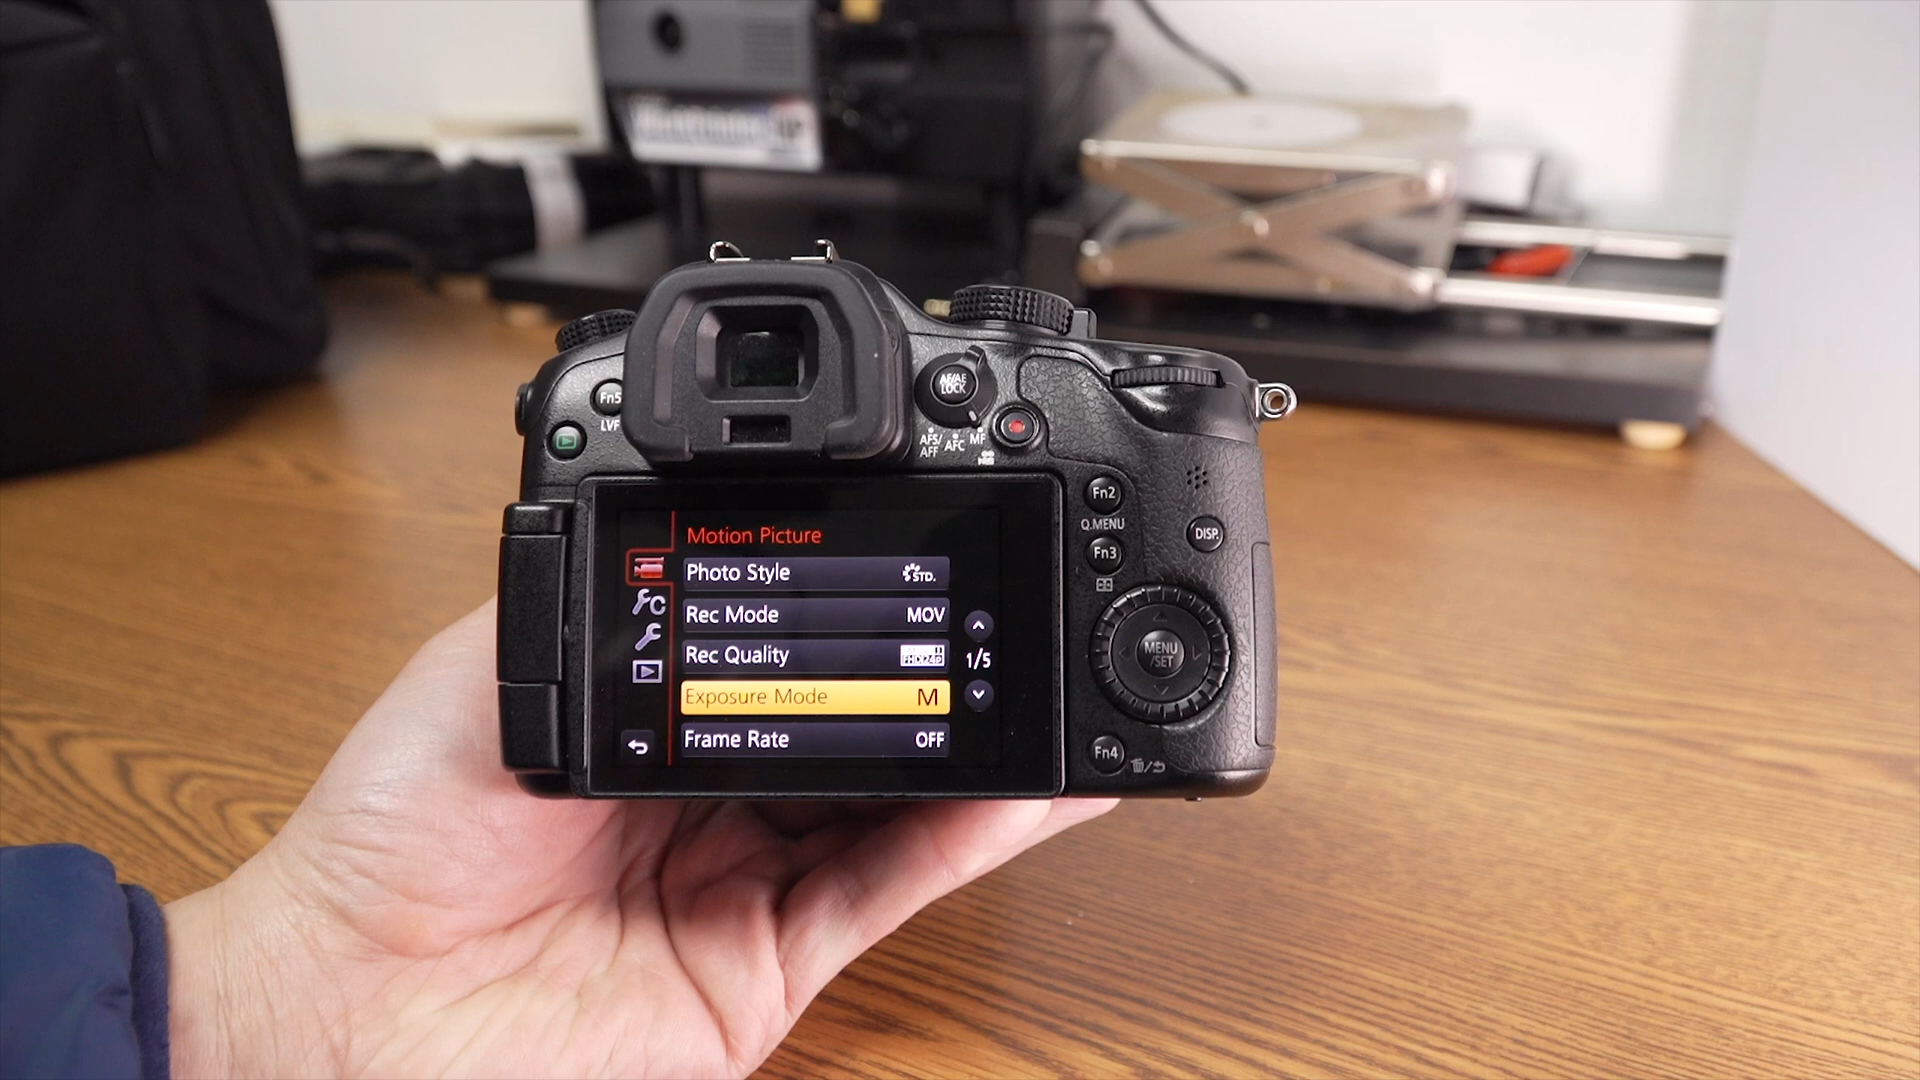 Fn5
LVF
AF/AE
LOCK
AFS/
AFF
AFC
MF
Motion Picture
Photo Style STD.
Rec Mode MOV
Rec Quality FHD24p
Exposure Mode M
Frame Rate OFF
1/5
Fn2
Q.MENU
Fn3
DISP.
MENU
/SET
Fn4